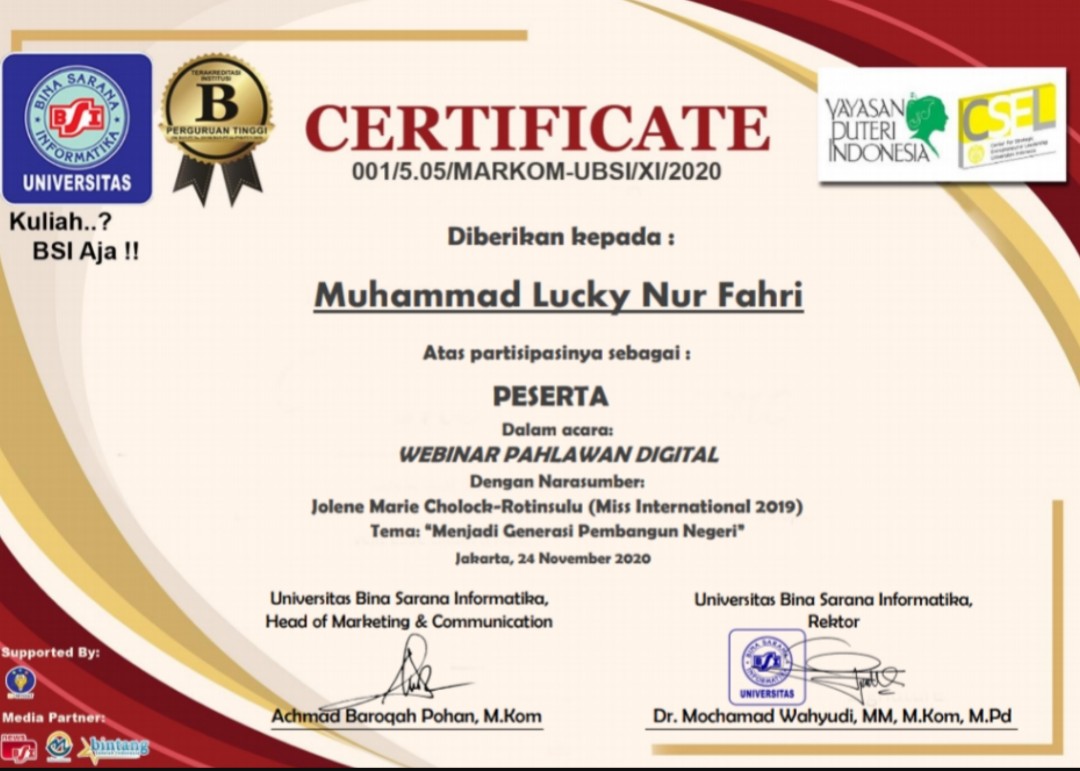 BINA SARANA
BSI
INFORMATIKA
UNIVERSITAS
Kuliah..?
BSI Aja !!
TERAKREDITASI
INSTITUSI
B
PERGURUAN TINGGI
CERTIFICATE
001/5.05/MARKOM-UBSI/XI/2020
YAYASAN
PUTERI
INDONESIA
CSEL
Diberikan kepada :
Muhammad Lucky Nur Fahri
Atas partisipasinya sebagai :
PESERTA
Dalam acara:
WEBINAR PAHLAWAN DIGITAL
Dengan Narasumber:
Jolene Marie Cholock-Rotinsulu (Miss International 2019)
Tema: "Menjadi Generasi Pembangun Negeri"
Jakarta, 24 November 2020
Universitas Bina Sarana Informatika,
Head of Marketing & Communication
Achmad Baroqah Pohan, M.Kom
Universitas Bina Sarana Informatika,
Rektor
BINA SARANA
BSI
INFORMATIKA
UNIVERSITAS
Dr. Mochamad Wahyudi, MM, M.Kom, M.Pd
Supported By:
Media Partner:
NEWS
BSI
bintang